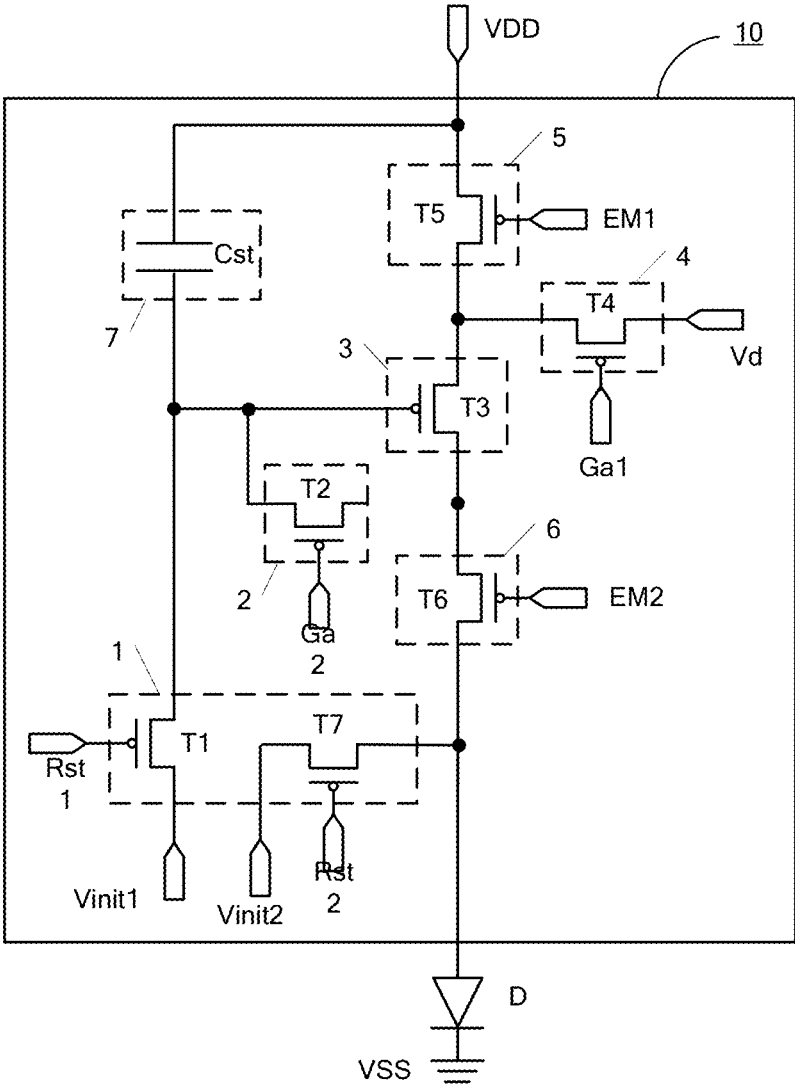 VDD
10
5
T5
EM1
Cst
4
T4
7
3
Vd
T3
Ga1
T2
6
2
T6
EM2
Ga
2
1
T7
T1
Rst
1
Rst
2
Vinit1
Vinit2
D
VSS